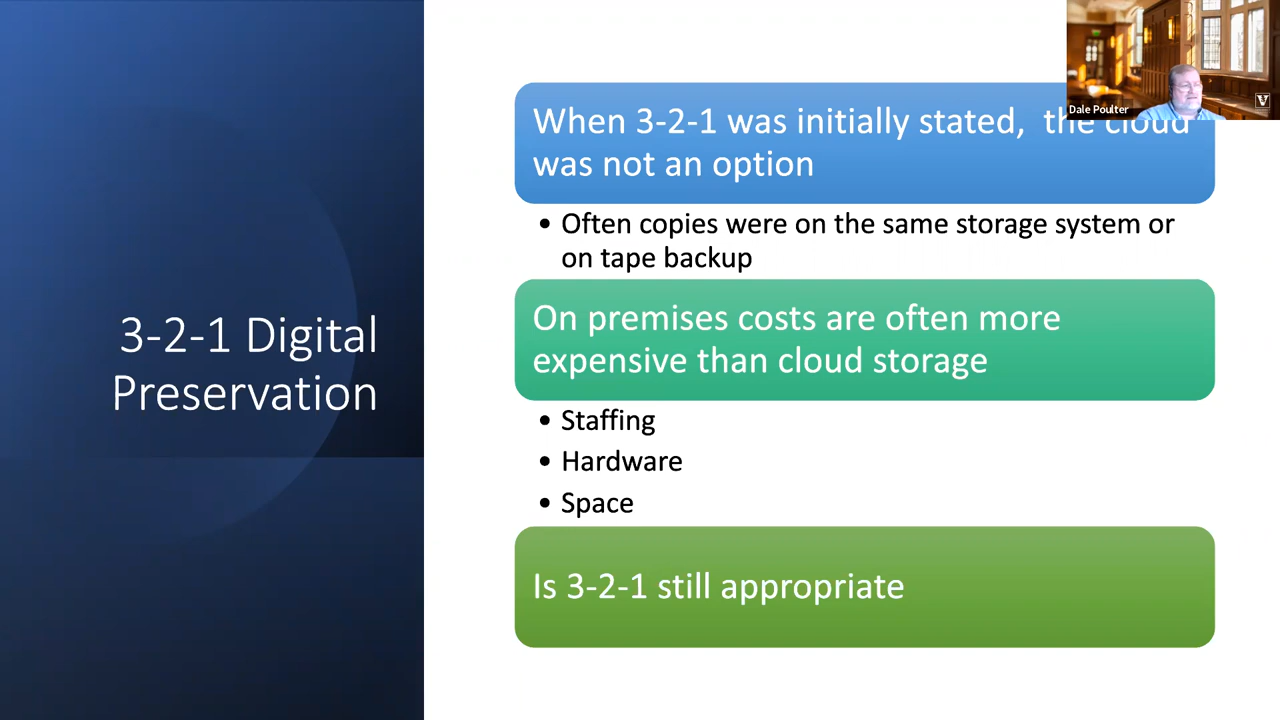 3-2-1 Digital
Preservation
When 3-2-1 was initially stated,  the cloud
was not an option
• Often copies were on the same storage system or
on tape backup
On premises costs are often more
expensive than cloud storage
• Staffing
• Hardware
• Space
Is 3-2-1 still appropriate
Dale Poulter
V